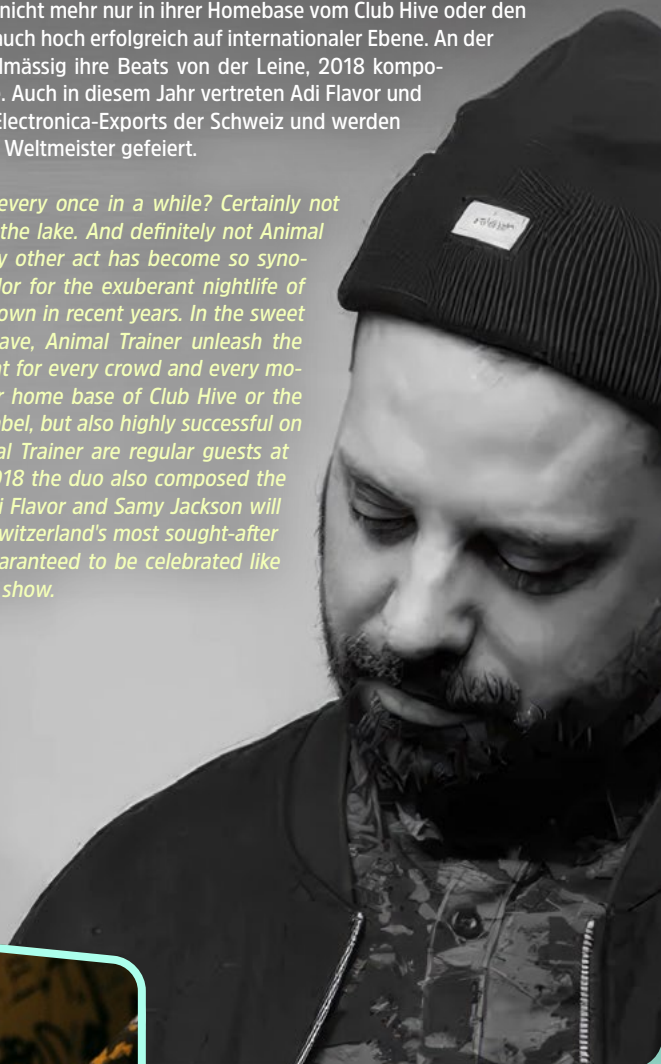 nicht mehr nur in ihrer Homebase vom Club Hive oder den
auch hoch erfolgreich auf internationaler Ebene. An der
lmässig ihre Beats von der Leine, 2018 kompo-
. Auch in diesem Jahr vertreten Adi Flavor und
Electronica-Exports der Schweiz und werden
Weltmeister gefeiert.
every once in a while? Certainly not
the lake. And definitely not Animal
y other act has become so syno-
lor for the exuberant nightlife of
own in recent years. In the sweet
ave, Animal Trainer unleash the
t for every crowd and every mo-
r home base of Club Hive or the
bel, but also highly successful on
al Trainer are regular guests at
018 the duo also composed the
i Flavor and Samy Jackson will
witzerland's most sought-after
aranteed to be celebrated like
show.